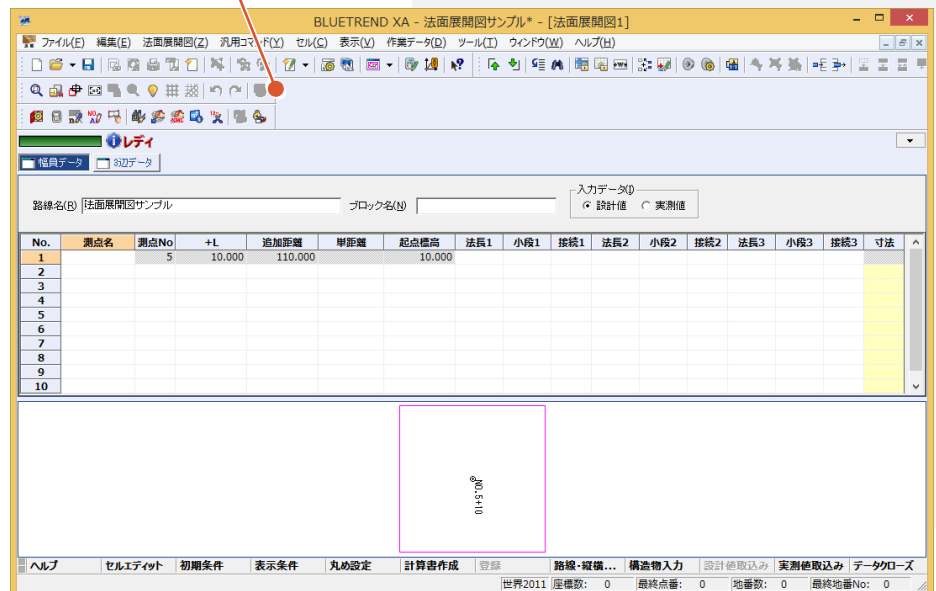 BLUETREND XA - 法面展開図サンプル* - [法面展開図1]
ファイル(F) 編集(E) 法面展開図(Z) 汎用コマンド(Y) セル(C) 表示(V) 作業データ(D) ツール(T) ウィンドウ(W) ヘルプ(H)
レディ
幅員データ 3辺データ
入力データ(I)
路線名(R) 法面展開図サンプル ブロック名(N) 設計値 実測値
No. 測点名 測点No +L 追加距離 単距離 起点標高 法長1 小段1 接続1 法長2 小段2 接続2 法長3 小段3 接続3 寸法
1 5 10.000 110.000 10.000
2
3
4
5
6
7
8
9
10
NO.5+10
ヘルプ セルエディット 初期条件 表示条件 丸め設定 計算書作成 登録 路線・縦横... 構造物入力 設計値取込み 実測値取込み データクローズ
世界2011 座標数: 0 最終点番: 0 地番数: 0 最終地番No: 0